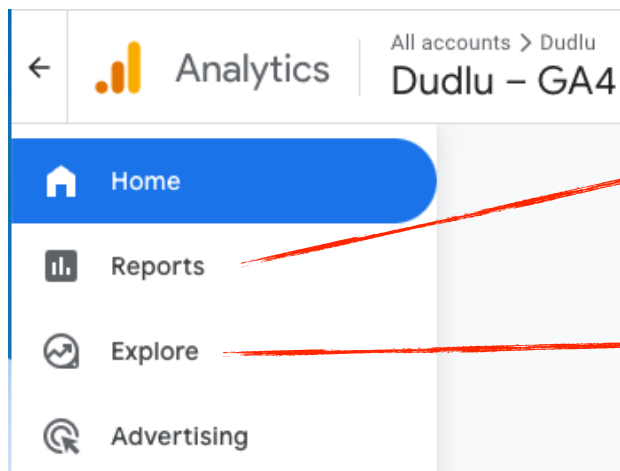 All accounts > Dudlu
Analytics
Dudlu – GA4
Home
Reports
Explore
Advertising